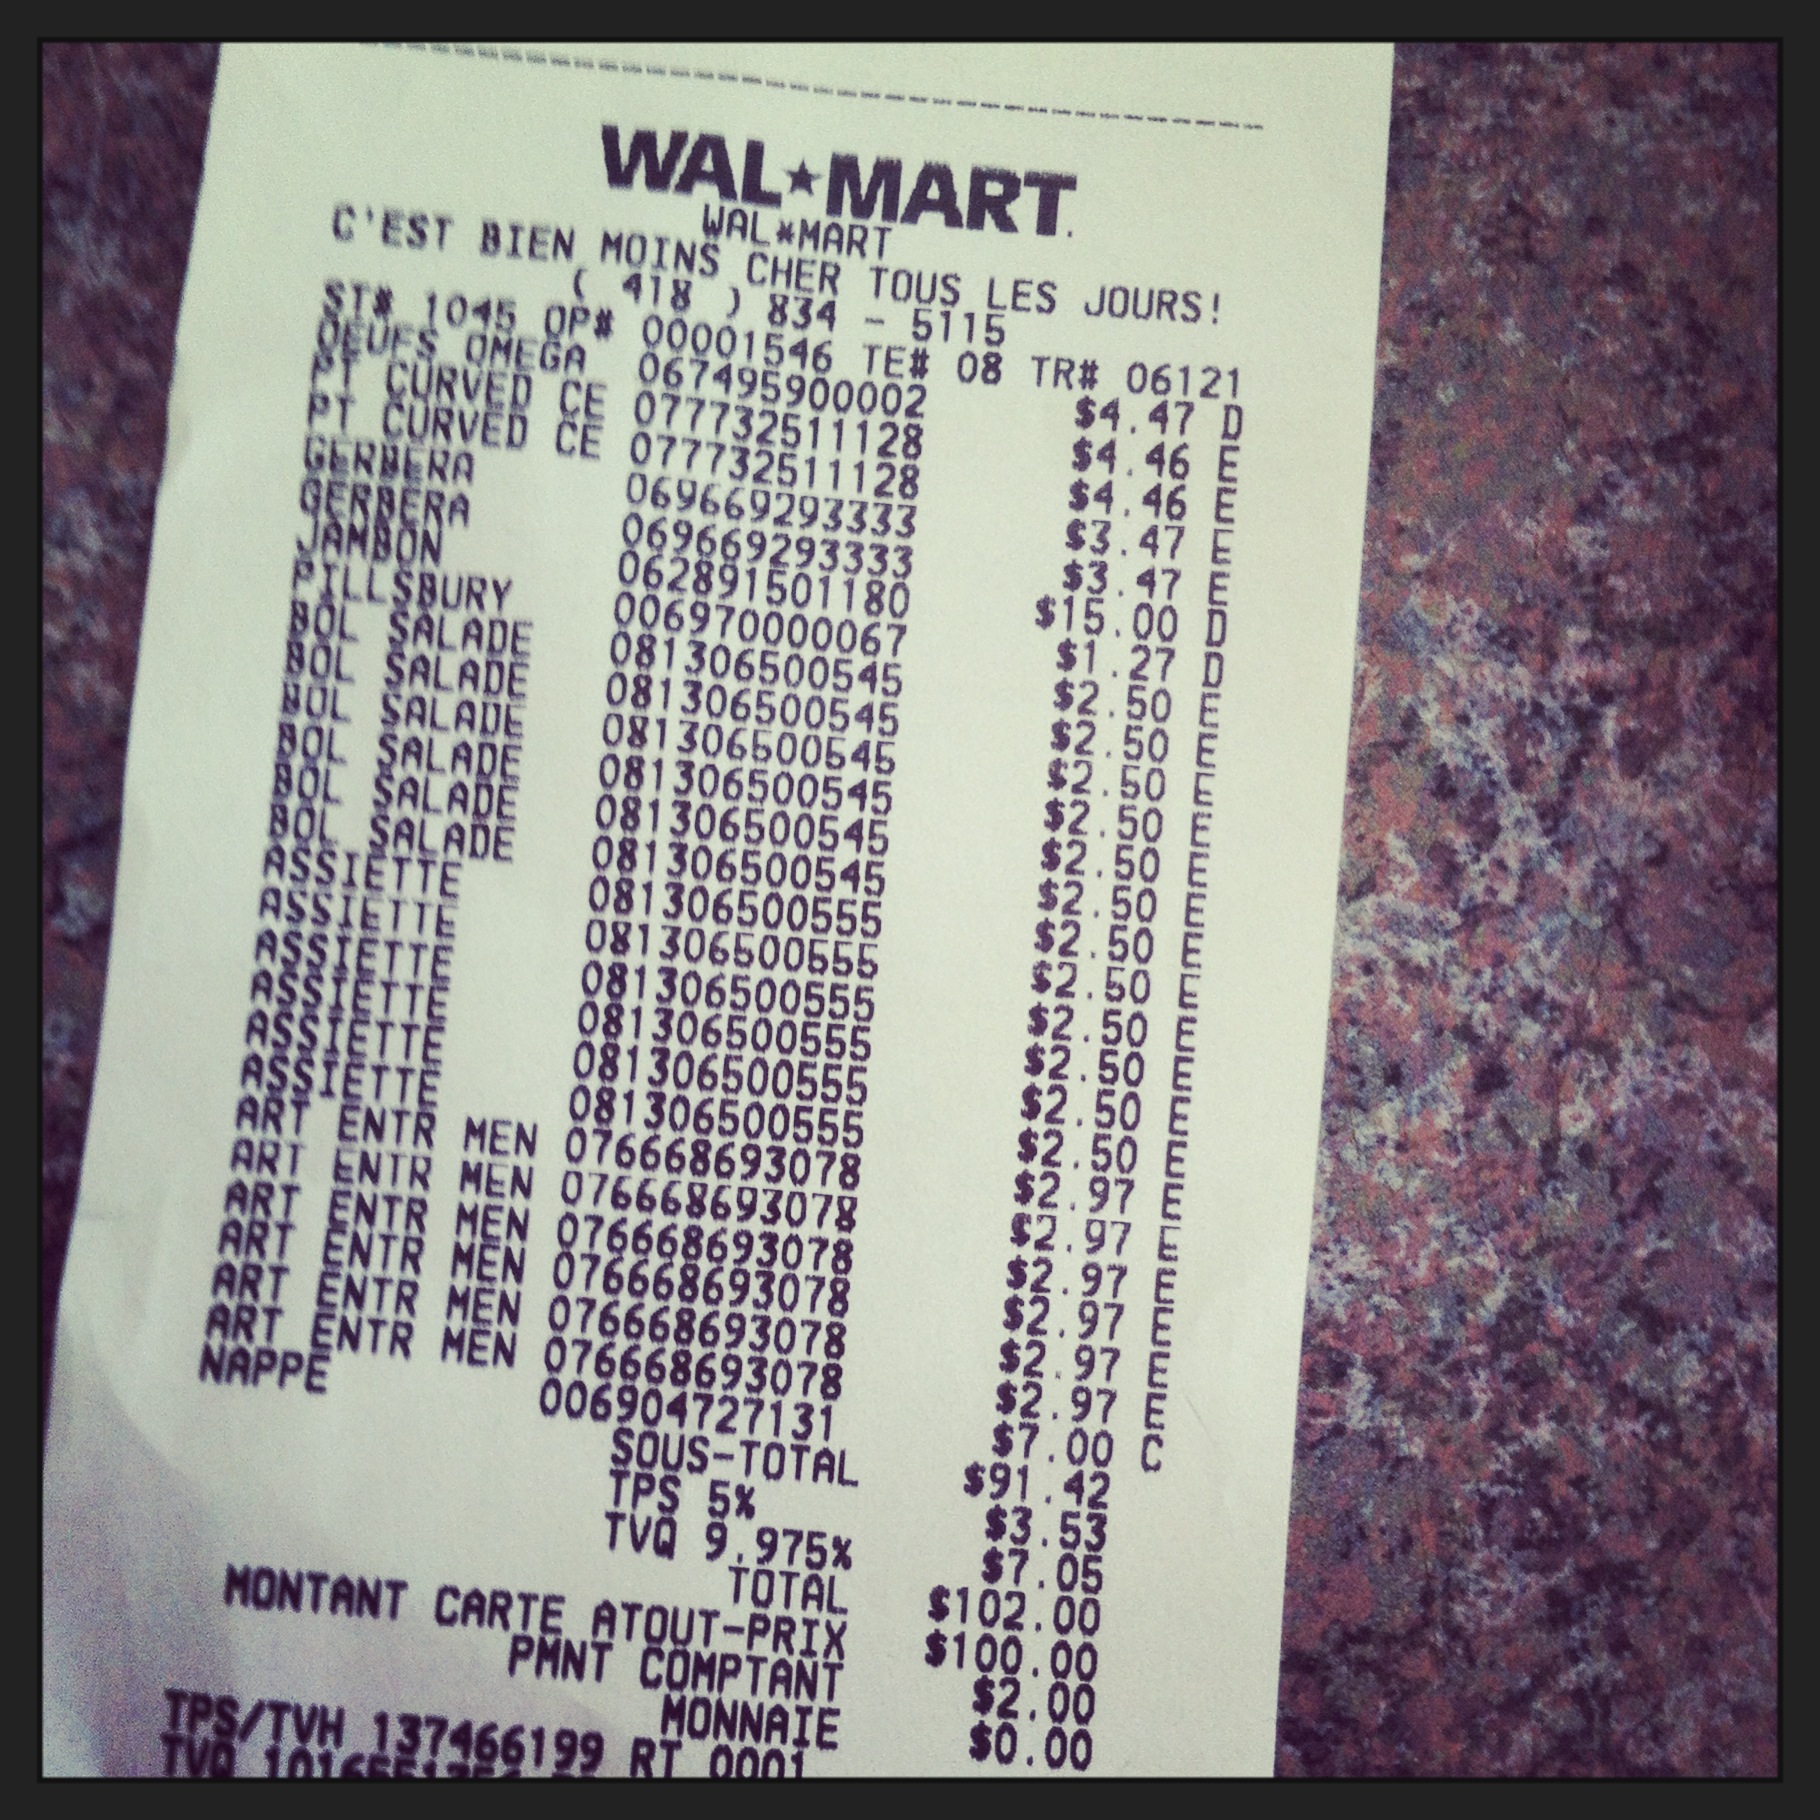 WAL★MART
WAL*MART
C'EST BIEN MOINS CHER TOUS LES JOURS!
( 418 ) 834 - 5115
ST# 1045 OP# 00001546 TE# 08 TR# 06121
OEUFS OMEGA 067495900002 $4.47 D
PT CURVED CE 077732511128 $4.46 E
PT CURVED CE 077732511128 $4.46 E
GERBERA 069669293333 $3.47 E
GERBERA 069669293333 $3.47 E
JAMBON 062891501180 $15.00 D
PILLSBURY 006970000067 $1.27 D
BOL SALADE 081306500545 $2.50 E
BOL SALADE 081306500545 $2.50 E
BOL SALADE 081306500545 $2.50 E
BOL SALADE 081306500545 $2.50 E
BOL SALADE 081306500545 $2.50 E
BOL SALADE 081306500545 $2.50 E
ASSIETTE 081306500555 $2.50 E
ASSIETTE 081306500555 $2.50 E
ASSIETTE 081306500555 $2.50 E
ASSIETTE 081306500555 $2.50 E
ASSIETTE 081306500555 $2.50 E
ASSIETTE 081306500555 $2.50 E
ART ENTR MEN 076668693078 $2.97 E
ART ENTR MEN 076668693078 $2.97 E
ART ENTR MEN 076668693078 $2.97 E
ART ENTR MEN 076668693078 $2.97 E
ART ENTR MEN 076668693078 $2.97 E
ART ENTR MEN 076668693078 $2.97 E
NAPPE 006904727131 $7.00 C
SOUS-TOTAL $91.42
TPS 5% $3.53
TVQ 9.975% $7.05
TOTAL $102.00
MONTANT CARTE ATOUT-PRIX $100.00
PMNT COMPTANT $2.00
MONNAIE $0.00
TPS/TVH 137466199 RT 0001
TVQ